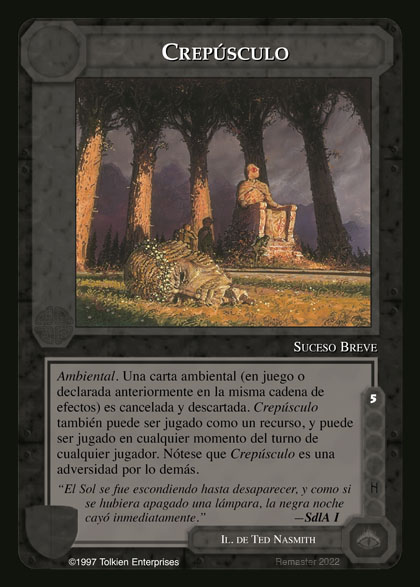 CREPÚSCULO
SUCESO BREVE
Ambiental. Una carta ambiental (en juego o
declarada anteriormente en la misma cadena de
efectos) es cancelada y descartada. Crepúsculo
también puede ser jugado como un recurso, y puede
ser jugado en cualquier momento del turno de
cualquier jugador. Nótese que Crepúsculo es una
adversidad por lo demás.
“El Sol se fue escondiendo hasta desaparecer, y como si
se hubiera apagado una lámpara, la negra noche
cayó inmediatamente.” —SdlA I
5
H
IL. DE TED NASMITH
©1997 Tolkien Enterprises
Remaster 2022